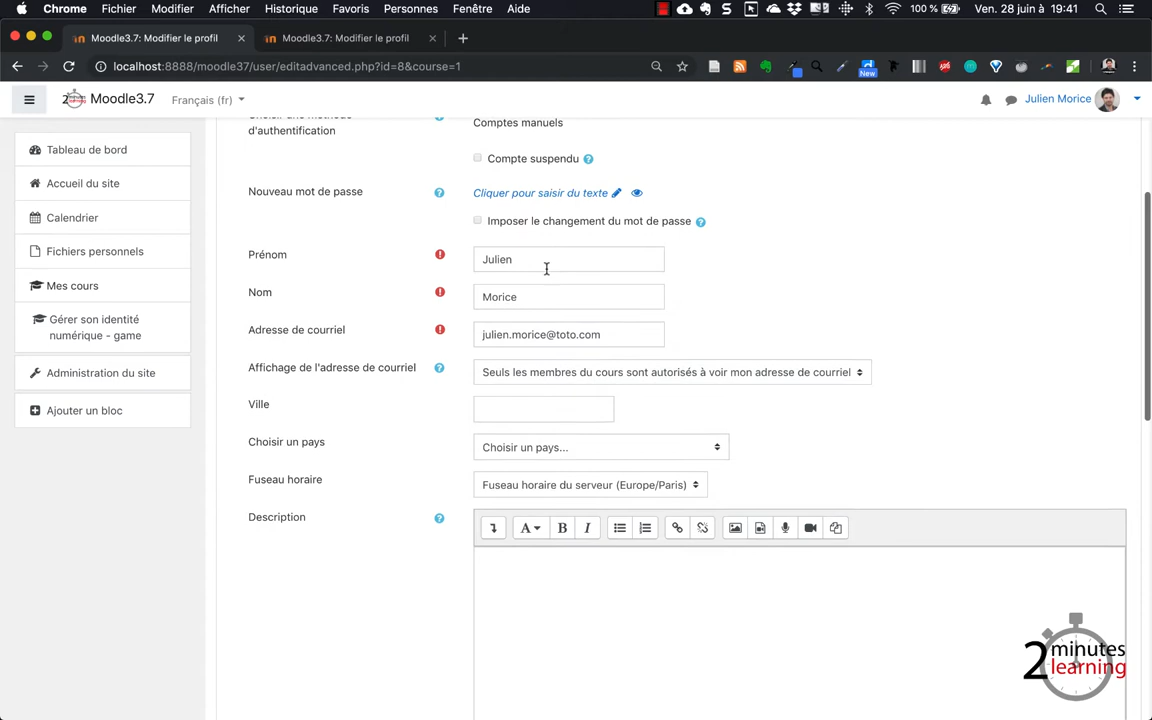 Chrome Fichier Modifier Afficher Historique Favoris Personnes Fenêtre Aide 100 % Ven. 28 juin à 19:41
Moodle3.7: Modifier le profil Moodle3.7: Modifier le profil
localhost:8888/moodle37/user/editadvanced.php?id=8&course=1
New
2 Moodle3.7 Français (fr) Julien Morice
Choisir une méthode
d'authentification
Comptes manuels
Compte suspendu
Nouveau mot de passe Cliquer pour saisir du texte
Imposer le changement du mot de passe
Prénom Julien
Nom Morice
Adresse de courriel julien.morice@toto.com
Affichage de l'adresse de courriel Seuls les membres du cours sont autorisés à voir mon adresse de courriel
Ville
Choisir un pays Choisir un pays...
Fuseau horaire Fuseau horaire du serveur (Europe/Paris)
Description
A B I
Tableau de bord
Accueil du site
Calendrier
Fichiers personnels
Mes cours
Gérer son identité
numérique - game
Administration du site
Ajouter un bloc
2 minutes
learning